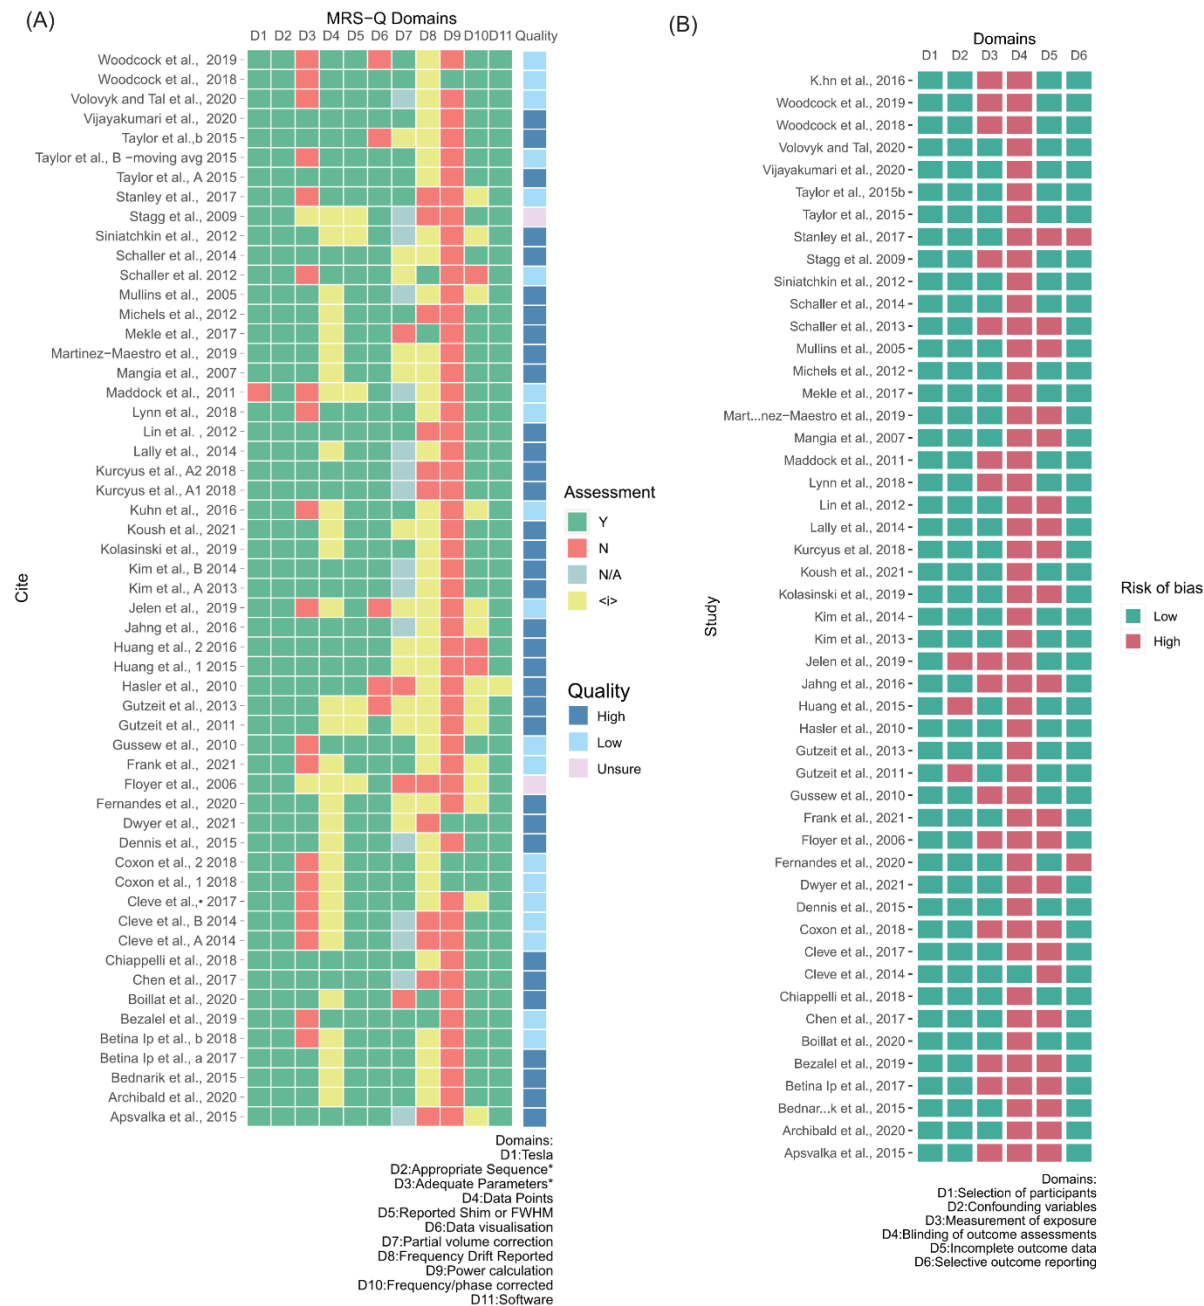 (A)
MRS−Q Domains
D1 D2 D3 D4 D5 D6 D7 D8 D9 D10 D11 Quality
Woodcock et al., 2019
Woodcock et al., 2018
Volovyk and Tal et al., 2020
Vijayakumari et al., 2020
Taylor et al.,b 2015
Taylor et al., B −moving avg 2015
Taylor et al., A 2015
Stanley et al., 2017
Stagg et al., 2009
Siniatchkin et al., 2012
Schaller et al., 2014
Schaller et al. 2012
Mullins et al., 2005
Michels et al., 2012
Mekle et al., 2017
Martinez−Maestro et al., 2019
Mangia et al., 2007
Maddock et al., 2011
Lynn et al., 2018
Lin et al. , 2012
Lally et al., 2014
Kurcyus et al., A2 2018
Kurcyus et al., A1 2018
Kuhn et al., 2016
Koush et al., 2021
Kolasinski et al., 2019
Kim et al., B 2014
Kim et al., A 2013
Jelen et al., 2019
Jahng et al., 2016
Huang et al., 2 2016
Huang et al., 1 2015
Hasler et al., 2010
Gutzeit et al., 2013
Gutzeit et al., 2011
Gussew et al., 2010
Frank et al., 2021
Floyer et al., 2006
Fernandes et al., 2020
Dwyer et al., 2021
Dennis et al., 2015
Coxon et al., 2 2018
Coxon et al., 1 2018
Cleve et al.,• 2017
Cleve et al., B 2014
Cleve et al., A 2014
Chiappelli et al., 2018
Chen et al., 2017
Boillat et al., 2020
Bezalel et al., 2019
Betina Ip et al., b 2018
Betina Ip et al., a 2017
Bednarik et al., 2015
Archibald et al., 2020
Apsvalka et al., 2015
Cite
Domains:
D1:Tesla
D2:Appropriate Sequence*
D3:Adequate Parameters*
D4:Data Points
D5:Reported Shim or FWHM
D6:Data visualisation
D7:Partial volume correction
D8:Frequency Drift Reported
D9:Power calculation
D10:Frequency/phase corrected
D11:Software
Assessment
Y
N
N/A
<i>
Quality
High
Low
Unsure
(B)
Domains
D1 D2 D3 D4 D5 D6
K.hn et al., 2016
Woodcock et al., 2019
Woodcock et al., 2018
Volovyk and Tal, 2020
Vijayakumari et al., 2020
Taylor et al., 2015b
Taylor et al., 2015
Stanley et al., 2017
Stagg et al., 2009
Siniatchkin et al., 2012
Schaller et al., 2014
Schaller et al., 2013
Mullins et al., 2005
Michels et al., 2012
Mekle et al., 2017
Mart...nez−Maestro et al., 2019
Mangia et al., 2007
Maddock et al., 2011
Lynn et al., 2018
Lin et al., 2012
Lally et al., 2014
Kurcyus et al. 2018
Koush et al., 2021
Kolasinski et al., 2019
Kim et al., 2014
Kim et al., 2013
Jelen et al., 2019
Jahng et al., 2016
Huang et al., 2015
Hasler et al., 2010
Gutzeit et al., 2013
Gutzeit et al., 2011
Gussew et al., 2010
Frank et al., 2021
Floyer et al., 2006
Fernandes et al., 2020
Dwyer et al., 2021
Dennis et al., 2015
Coxon et al., 2018
Cleve et al., 2017
Cleve et al., 2014
Chiappelli et al., 2018
Chen et al., 2017
Boillat et al., 2020
Bezalel et al., 2019
Betina Ip et al., 2017
Bednar...k et al., 2015
Archibald et al., 2020
Apsvalka et al., 2015
Study
Domains:
D1:Selection of participants
D2:Confounding variables
D3:Measurement of exposure
D4:Blinding of outcome assessments
D5:Incomplete outcome data
D6:Selective outcome reporting
Risk of bias
Low
High